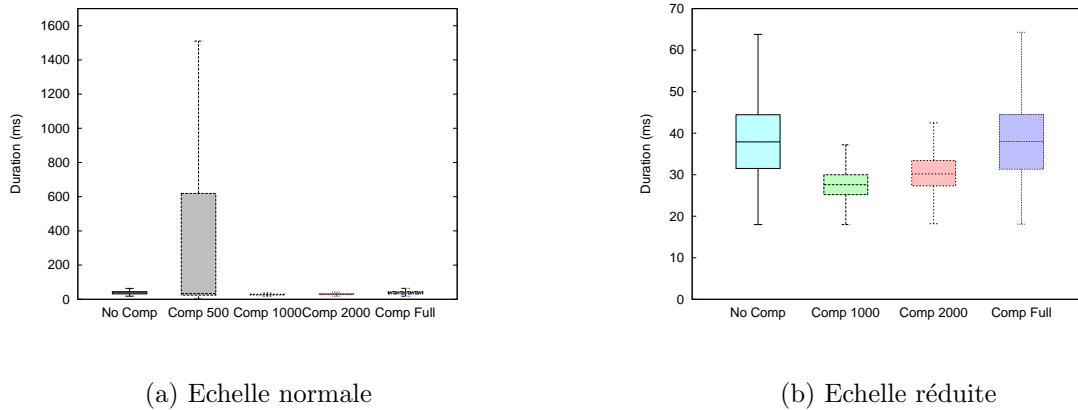 1600
1400
1200
1000
800
600
400
200
0
Duration (ms)
No Comp Comp 500 Comp 1000 Comp 2000 Comp Full
(a) Echelle normale
70
60
50
40
30
20
10
0
Duration (ms)
No Comp Comp 1000 Comp 2000 Comp Full
(b) Echelle réduite